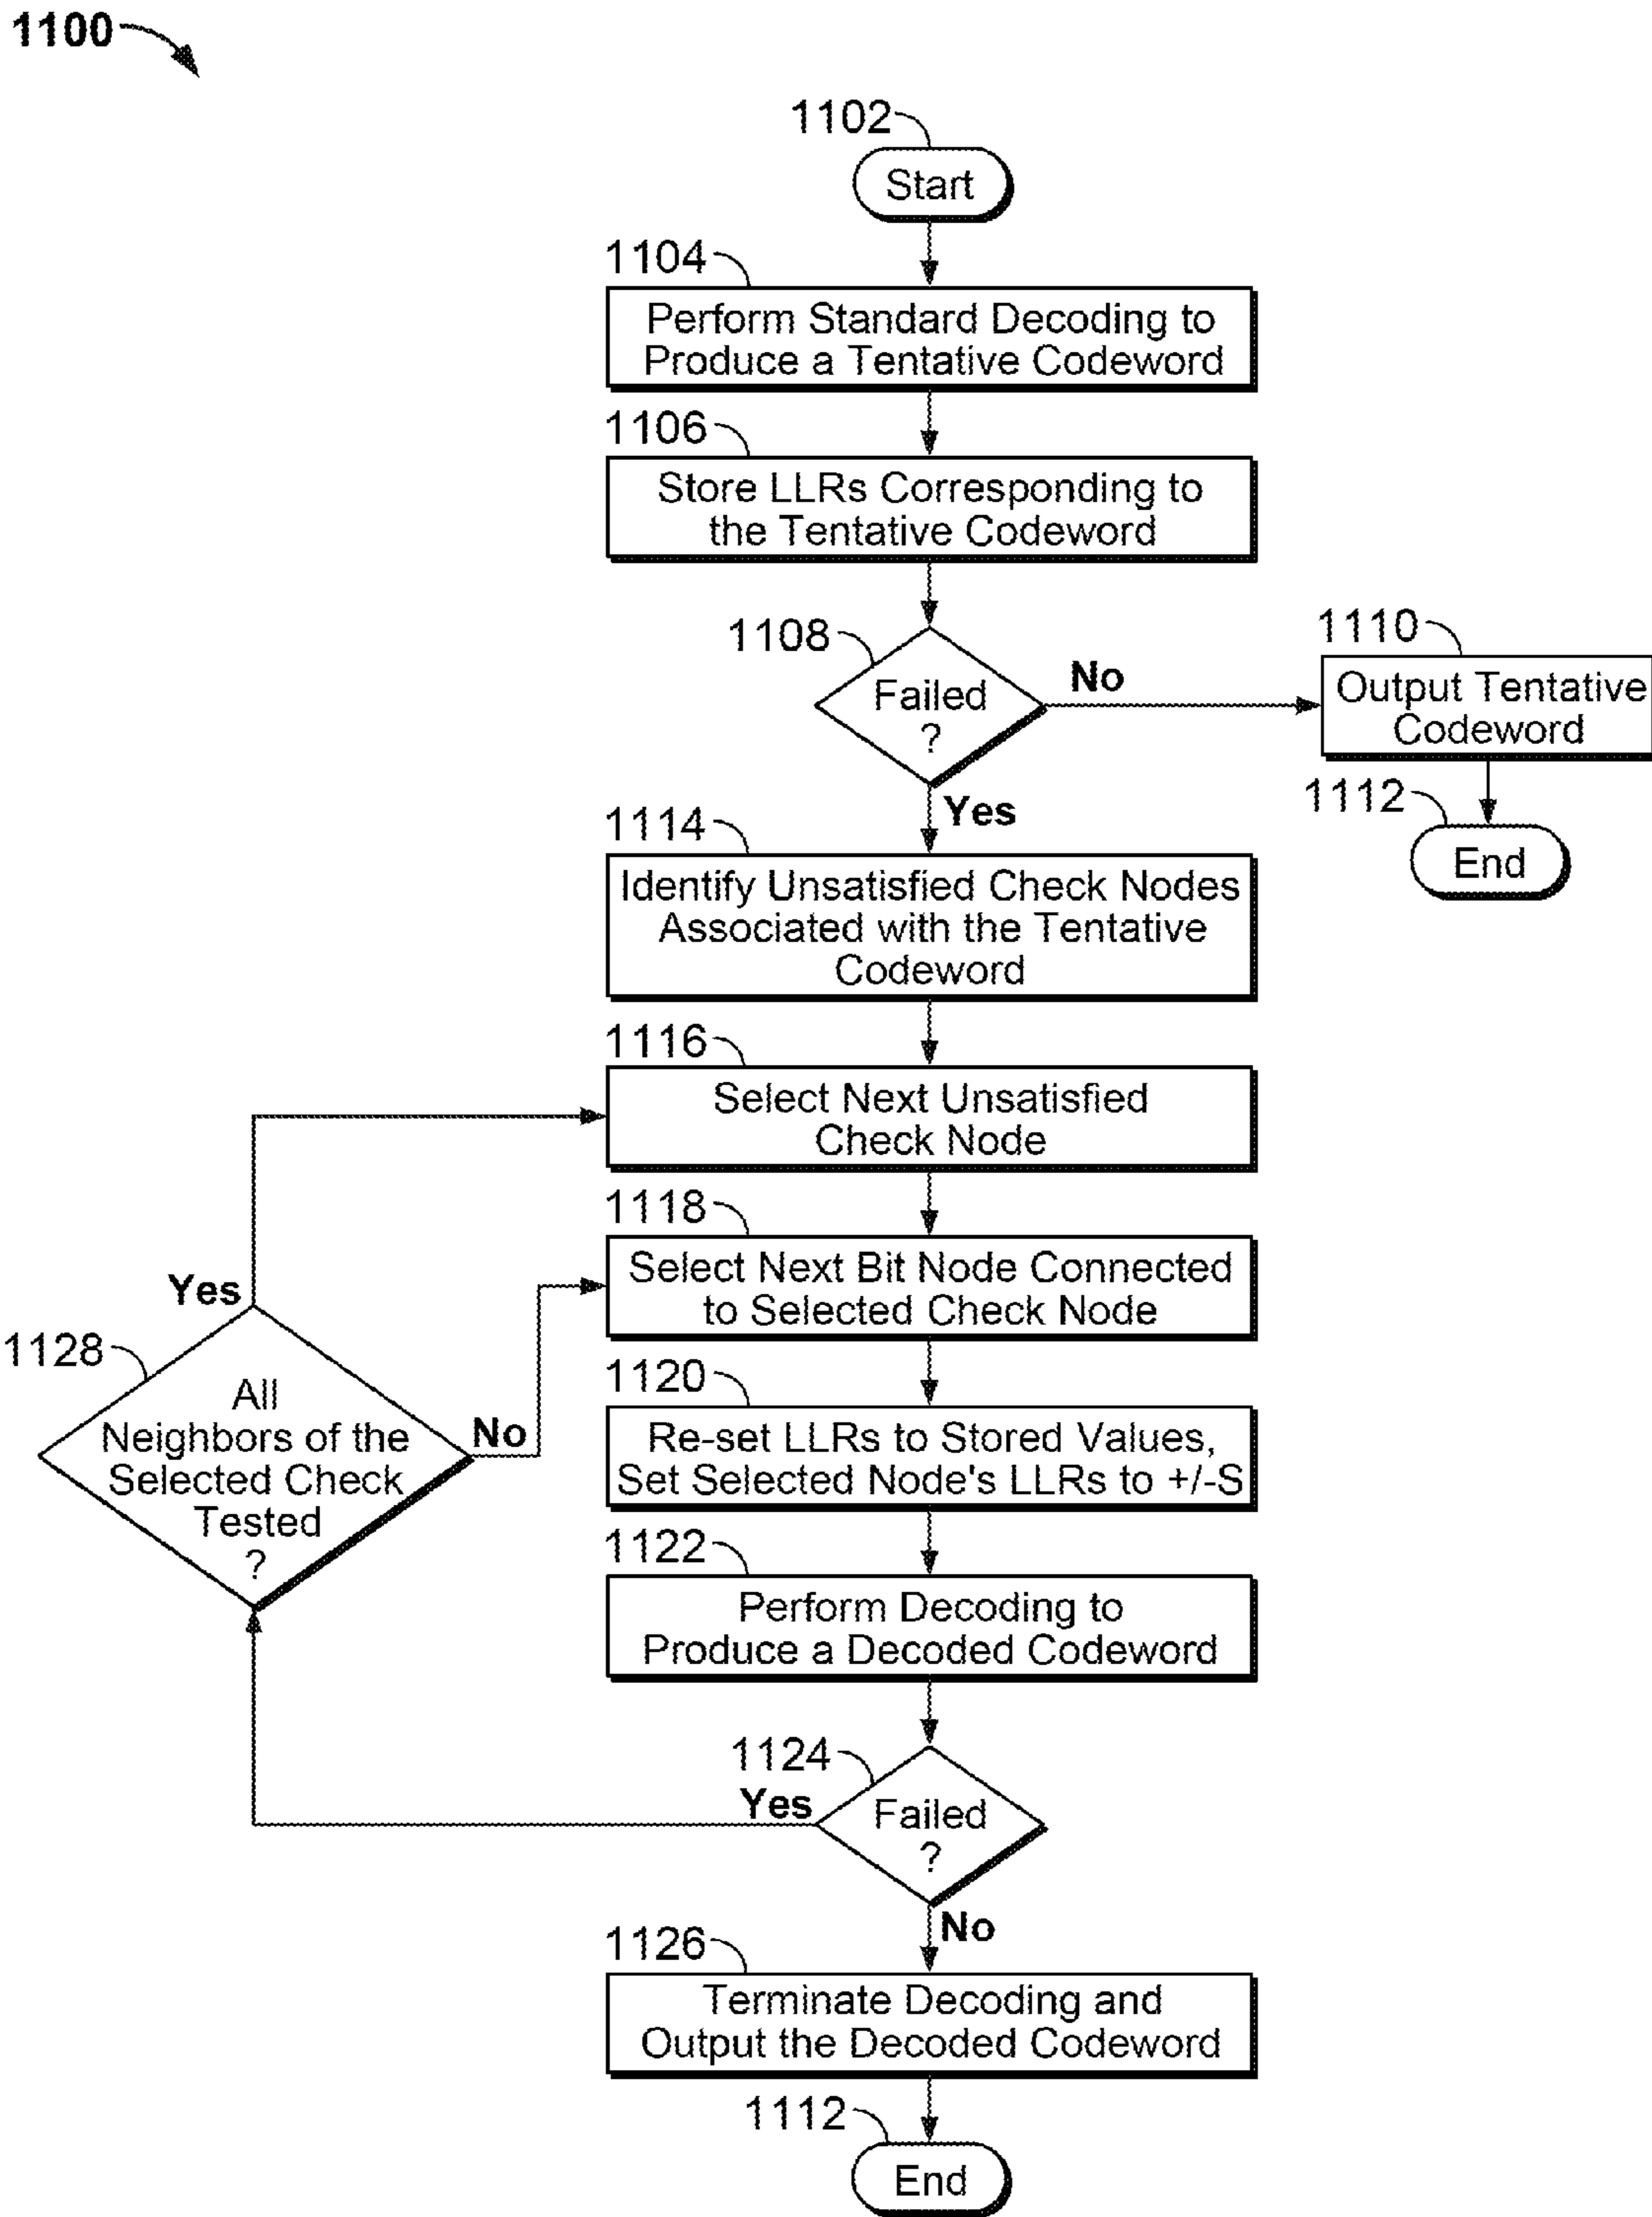 1100
1102
Start
1104
Perform Standard Decoding to
Produce a Tentative Codeword
1106
Store LLRs Corresponding to
the Tentative Codeword
1108
Failed
?
No
1110
Output Tentative
Codeword
1112
End
Yes
1114
Identify Unsatisfied Check Nodes
Associated with the Tentative
Codeword
1116
Select Next Unsatisfied
Check Node
1118
Select Next Bit Node Connected
to Selected Check Node
Yes
1128
All
Neighbors of the
Selected Check
Tested
?
No
1120
Re-set LLRs to Stored Values,
Set Selected Node's LLRs to +/-S
1122
Perform Decoding to
Produce a Decoded Codeword
1124
Yes
Failed
?
No
1126
Terminate Decoding and
Output the Decoded Codeword
1112
End